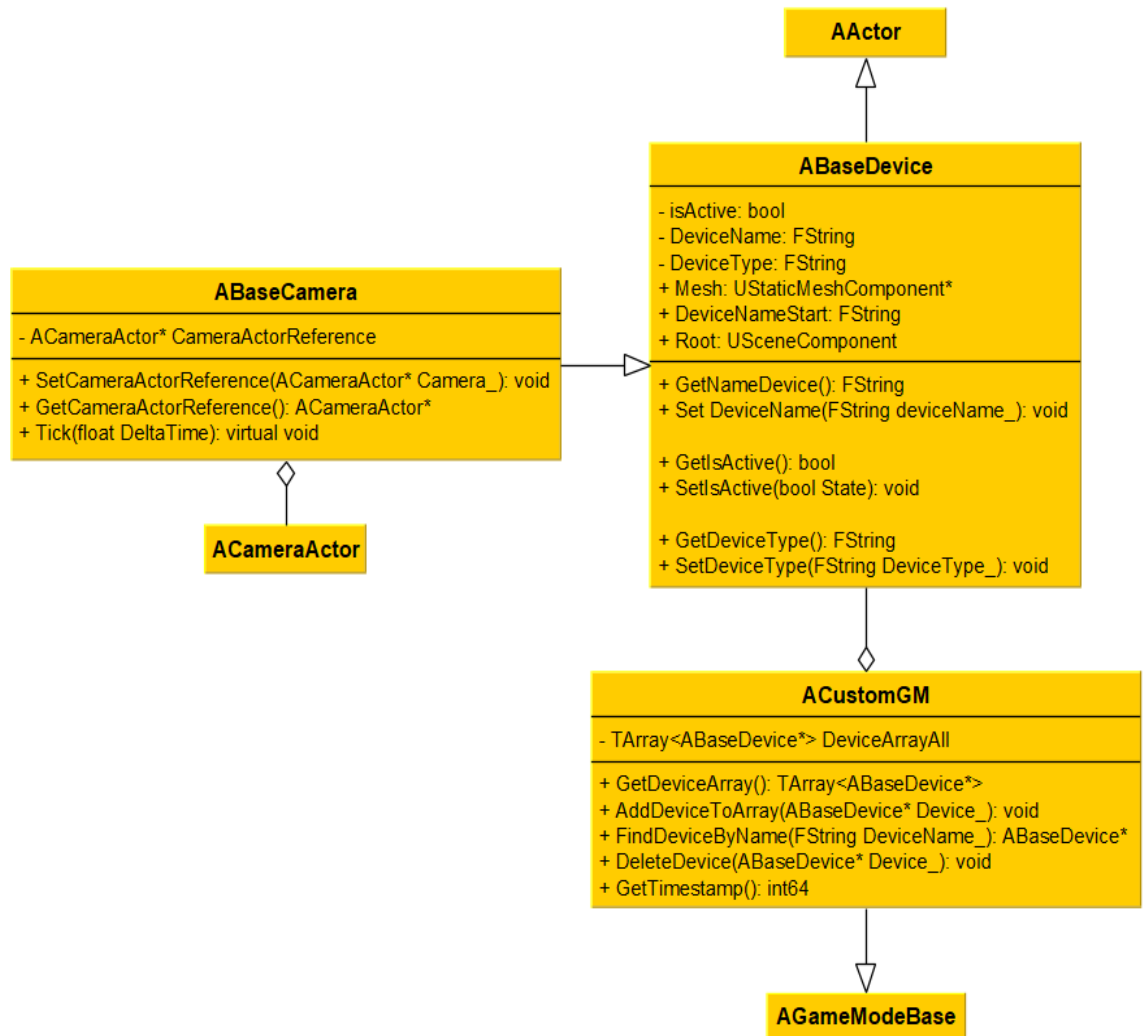 AActor
ABaseDevice
- isActive: bool
- DeviceName: FString
- DeviceType: FString
+ Mesh: UStaticMeshComponent*
+ DeviceNameStart: FString
+ Root: USceneComponent
+ GetNameDevice(): FString
+ Set DeviceName(FString deviceName_): void
+ GetIsActive(): bool
+ SetIsActive(bool State): void
+ GetDeviceType(): FString
+ SetDeviceType(FString DeviceType_): void
ABaseCamera
- ACameraActor* CameraActorReference
+ SetCameraActorReference(ACameraActor* Camera_): void
+ GetCameraActorReference(): ACameraActor*
+ Tick(float DeltaTime): virtual void
ACameraActor
ACustomGM
- TArray<ABaseDevice*> DeviceArrayAll
+ GetDeviceArray(): TArray<ABaseDevice*>
+ AddDeviceToArray(ABaseDevice* Device_): void
+ FindDeviceByName(FString DeviceName_): ABaseDevice*
+ DeleteDevice(ABaseDevice* Device_): void
+ GetTimestamp(): int64
AGameModeBase